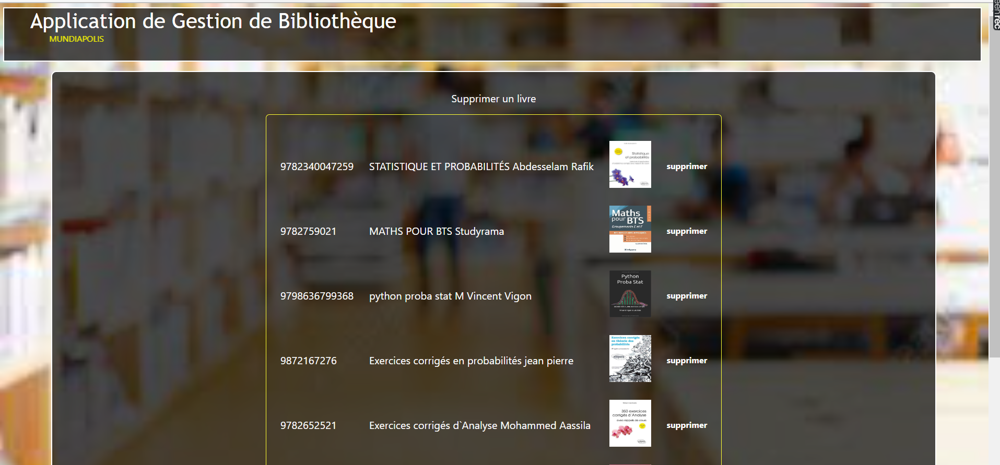 Application de Gestion de Bibliothèque
MUNDIAPOLIS
Supprimer un livre
9782340047259 STATISTIQUE ET PROBABILITÉS Abdesselam Rafik supprimer
Statistique
et probabilités
9782759021 MATHS POUR BTS Studyrama supprimer
Maths
pour BTS
Groupements E et F
9798636799368 python proba stat M Vincent Vigon supprimer
Python
Proba Stat
9872167276 Exercices corrigés en probabilités jean pierre supprimer
Exercices corrigés
en théorie des
probabilités
9782652521 Exercices corrigés d`Analyse Mohammed Aassila supprimer
350 exercices
corrigés d'Analyse
avec rappels de cours